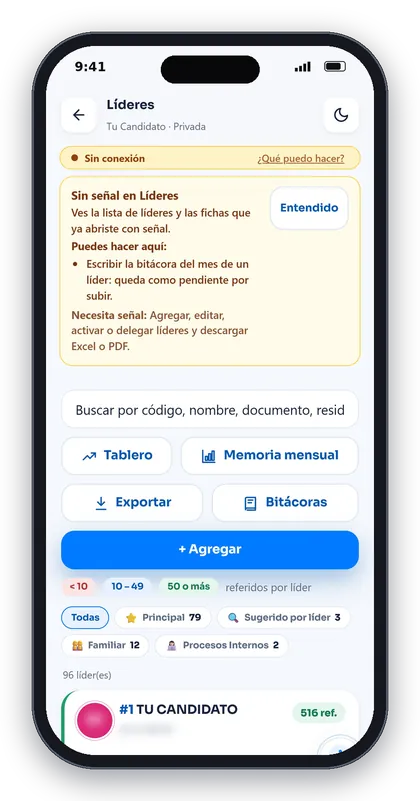 9:41
Líderes
Tu Candidato · Privada
Sin conexión
¿Qué puedo hacer?
Sin señal en Líderes
Ves la lista de líderes y las fichas que
ya abriste con señal.
Puedes hacer aquí:
• Escribir la bitácora del mes de un
líder: queda como pendiente por
subir.
Necesita señal: Agregar, editar,
activar o delegar líderes y descargar
Excel o PDF.
Entendido
Buscar por código, nombre, documento, resid
Tablero
Memoria mensual
Exportar
Bitácoras
+ Agregar
< 10 10 – 49 50 o más referidos por líder
Todas Principal 79 Sugerido por líder 3
Familiar 12 Procesos Internos 2
96 líder(es)
#1 TU CANDIDATO
516 ref.